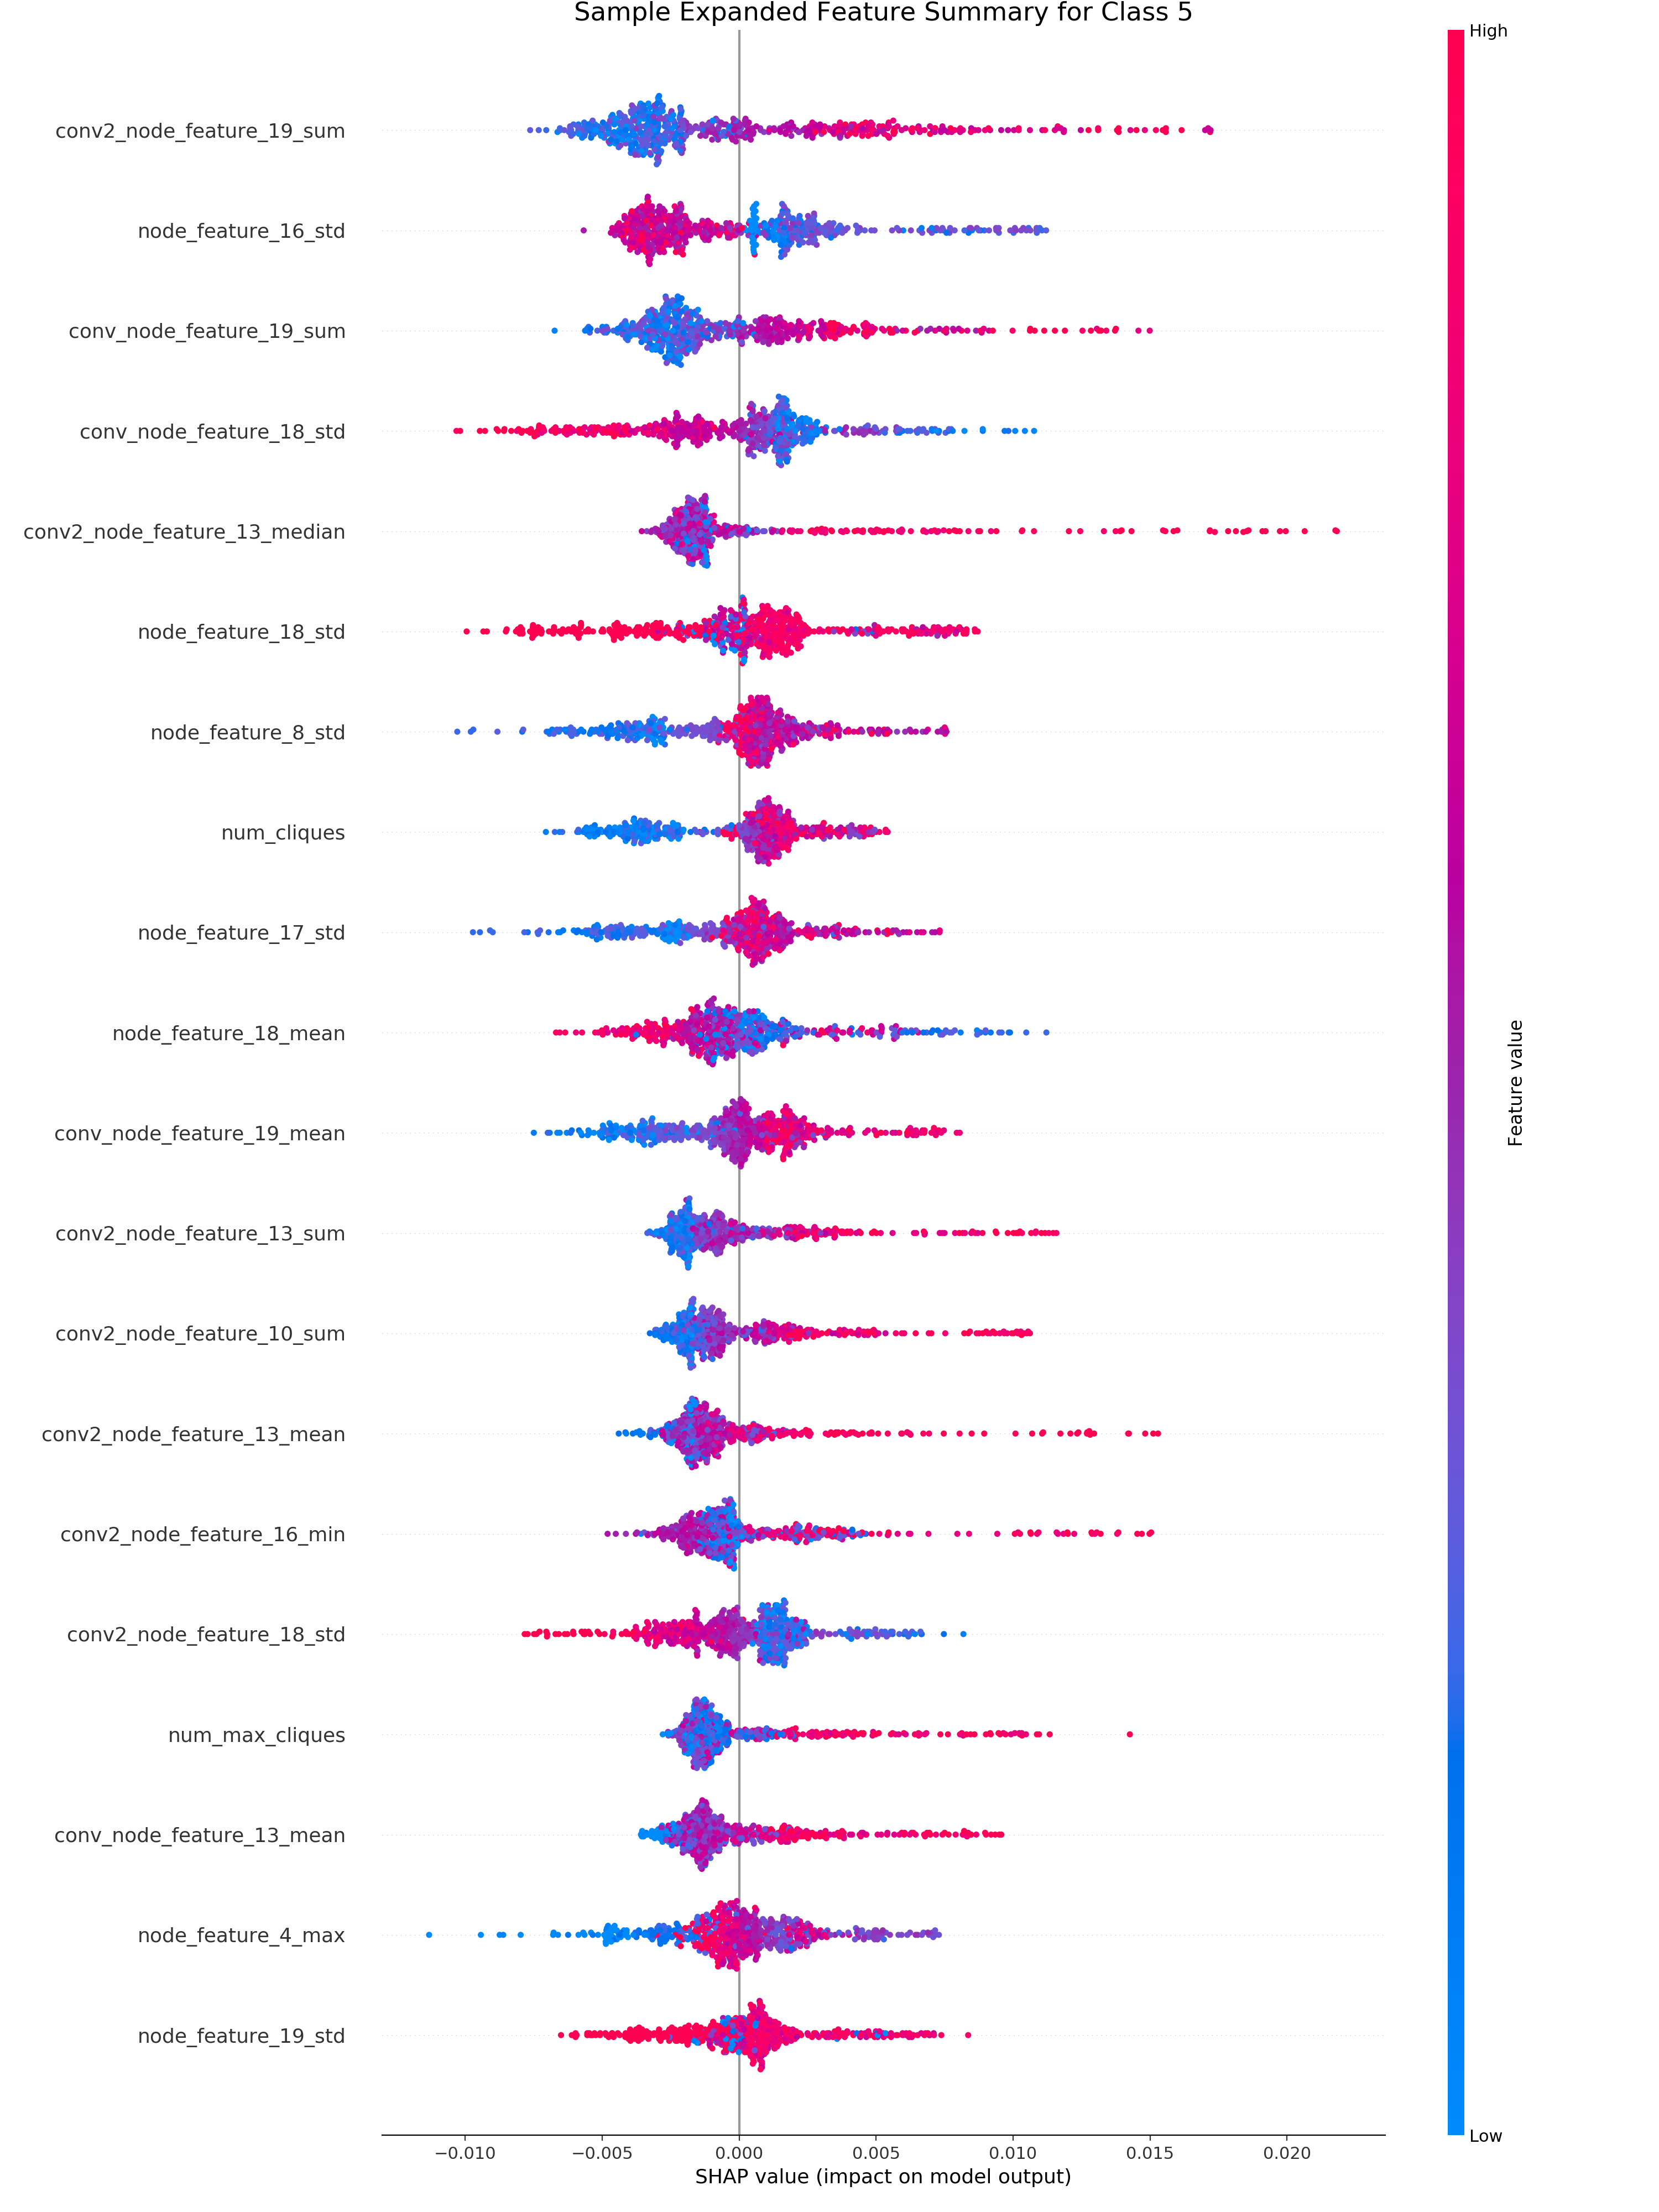 Sample Expanded Feature Summary for Class 5
High
conv2_node_feature_19_sum
node_feature_16_std
conv_node_feature_19_sum
conv_node_feature_18_std
conv2_node_feature_13_median
node_feature_18_std
node_feature_8_std
num_cliques
node_feature_17_std
node_feature_18_mean
conv_node_feature_19_mean
conv2_node_feature_13_sum
conv2_node_feature_10_sum
conv2_node_feature_13_mean
conv2_node_feature_16_min
conv2_node_feature_18_std
num_max_cliques
conv_node_feature_13_mean
node_feature_4_max
node_feature_19_std
Feature value
Low
−0.010 −0.005 0.000 0.005 0.010 0.015 0.020
SHAP value (impact on model output)